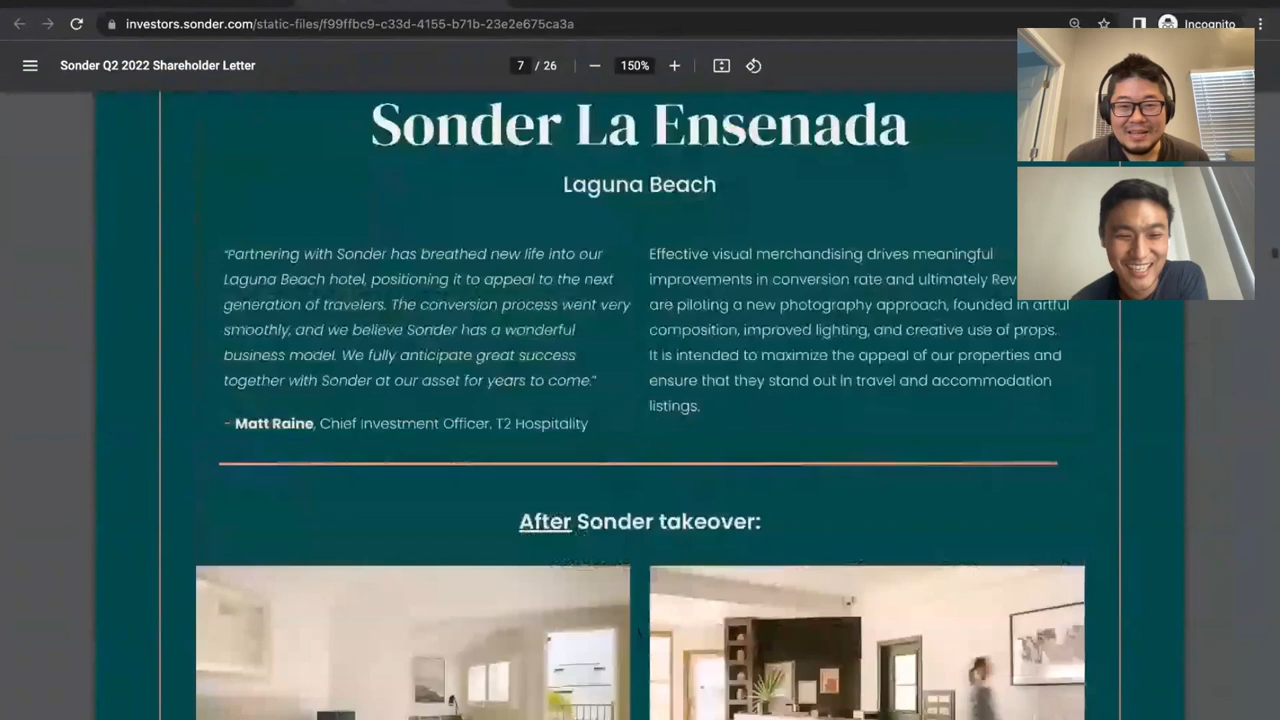 investors.sonder.com/static-files/f99ffbc9-c33d-4155-b71b-23e2e675ca3a
Incognito
Sonder Q2 2022 Shareholder Letter
7 / 26
150%
Sonder La Ensenada
Laguna Beach
"Partnering with Sonder has breathed new life into our
Laguna Beach hotel, positioning it to appeal to the next
generation of travelers. The conversion process went very
smoothly, and we believe Sonder has a wonderful
business model. We fully anticipate great success
together with Sonder at our asset for years to come."
- Matt Raine, Chief Investment Officer, T2 Hospitality
Effective visual merchandising drives meaningful
improvements in conversion rate and ultimately Rev
are piloting a new photography approach, founded in artful
composition, improved lighting, and creative use of props.
It is intended to maximize the appeal of our properties and
ensure that they stand out in travel and accommodation
listings.
After Sonder takeover: